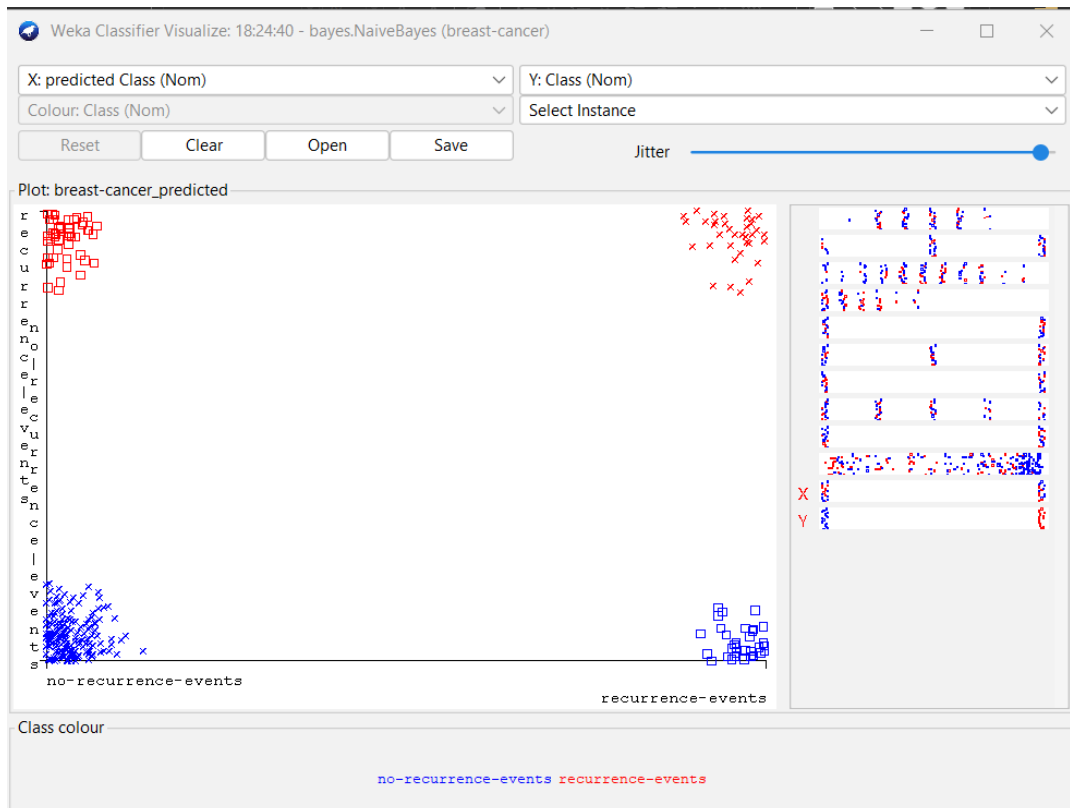 Weka Classifier Visualize: 18:24:40 - bayes.NaiveBayes (breast-cancer)
X: predicted Class (Nom)
Y: Class (Nom)
Colour: Class (Nom)
Select Instance
Reset
Clear
Open
Save
Jitter
Plot: breast-cancer_predicted
recurrence|events
no|recurrence|events
no-recurrence-events
recurrence-events
X
Y
Class colour
no-recurrence-events recurrence-events